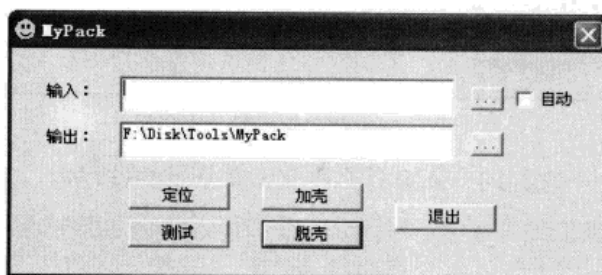 MyPack
输入：
... 自动
输出： F:\Disk\Tools\MyPack
...
定位 加壳
退出
测试 脱壳